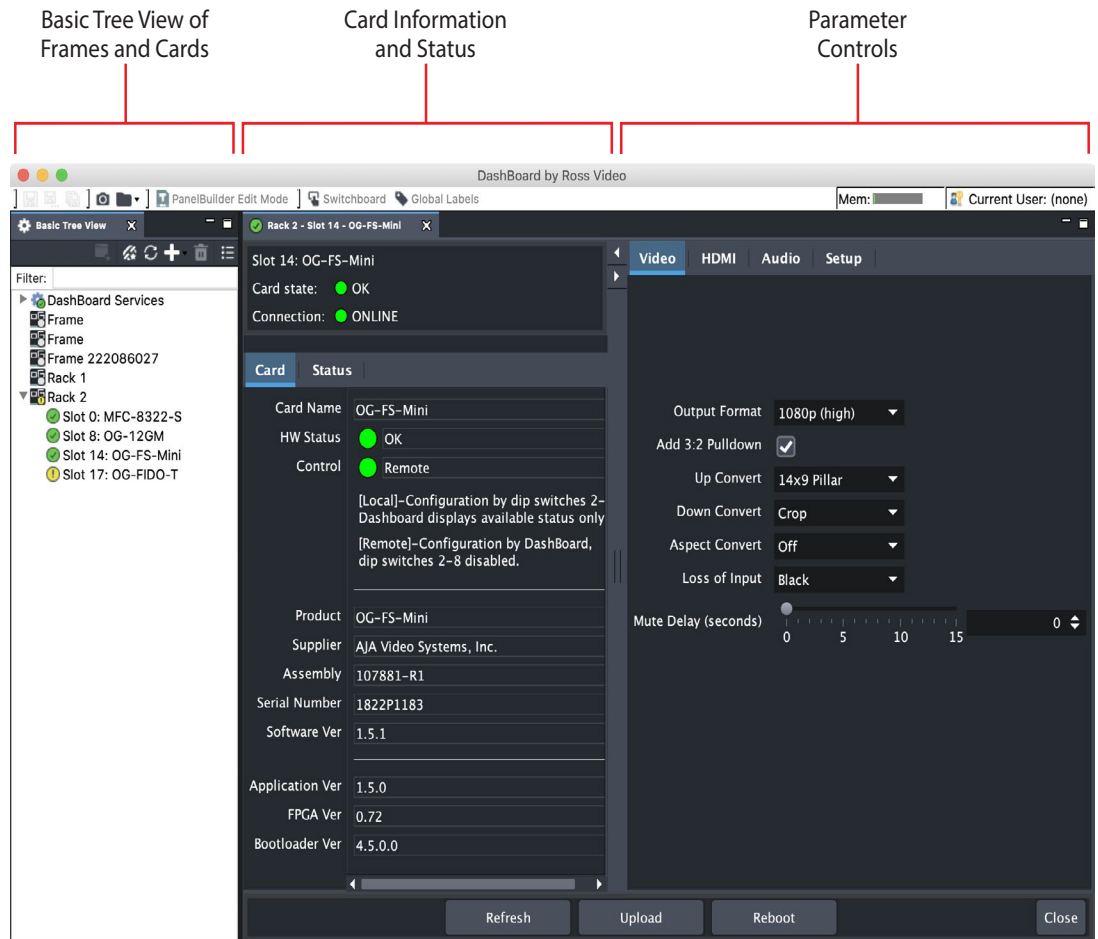 Basic Tree View of
Frames and Cards
Card Information
and Status
Parameter
Controls
DashBoard by Ross Video
PanelBuilder Edit Mode
Switchboard
Global Labels
Mem:
Current User: (none)
Basic Tree View X
Filter:
DashBoard Services
Frame
Frame
Frame 222086027
Rack 1
Rack 2
Slot 0: MFC-8322-S
Slot 8: OG-12GM
Slot 14: OG-FS-Mini
Slot 17: OG-FIDO-T
Rack 2 - Slot 14 - OG-FS-Mini X
Slot 14: OG-FS-Mini
Card state: OK
Connection: ONLINE
Card Status
Card Name OG-FS-Mini
HW Status OK
Control Remote
[Local]-Configuration by dip switches 2-
Dashboard displays available status only
[Remote]-Configuration by DashBoard,
dip switches 2-8 disabled.
Product OG-FS-Mini
Supplier AJA Video Systems, Inc.
Assembly 107881-R1
Serial Number 1822P1183
Software Ver 1.5.1
Application Ver 1.5.0
FPGA Ver 0.72
Bootloader Ver 4.5.0.0
Video HDMI Audio Setup
Output Format 1080p (high)
Add 3:2 Pulldown
Up Convert 14x9 Pillar
Down Convert Crop
Aspect Convert Off
Loss of Input Black
Mute Delay (seconds) 0
0 5 10 15
Refresh Upload Reboot Close